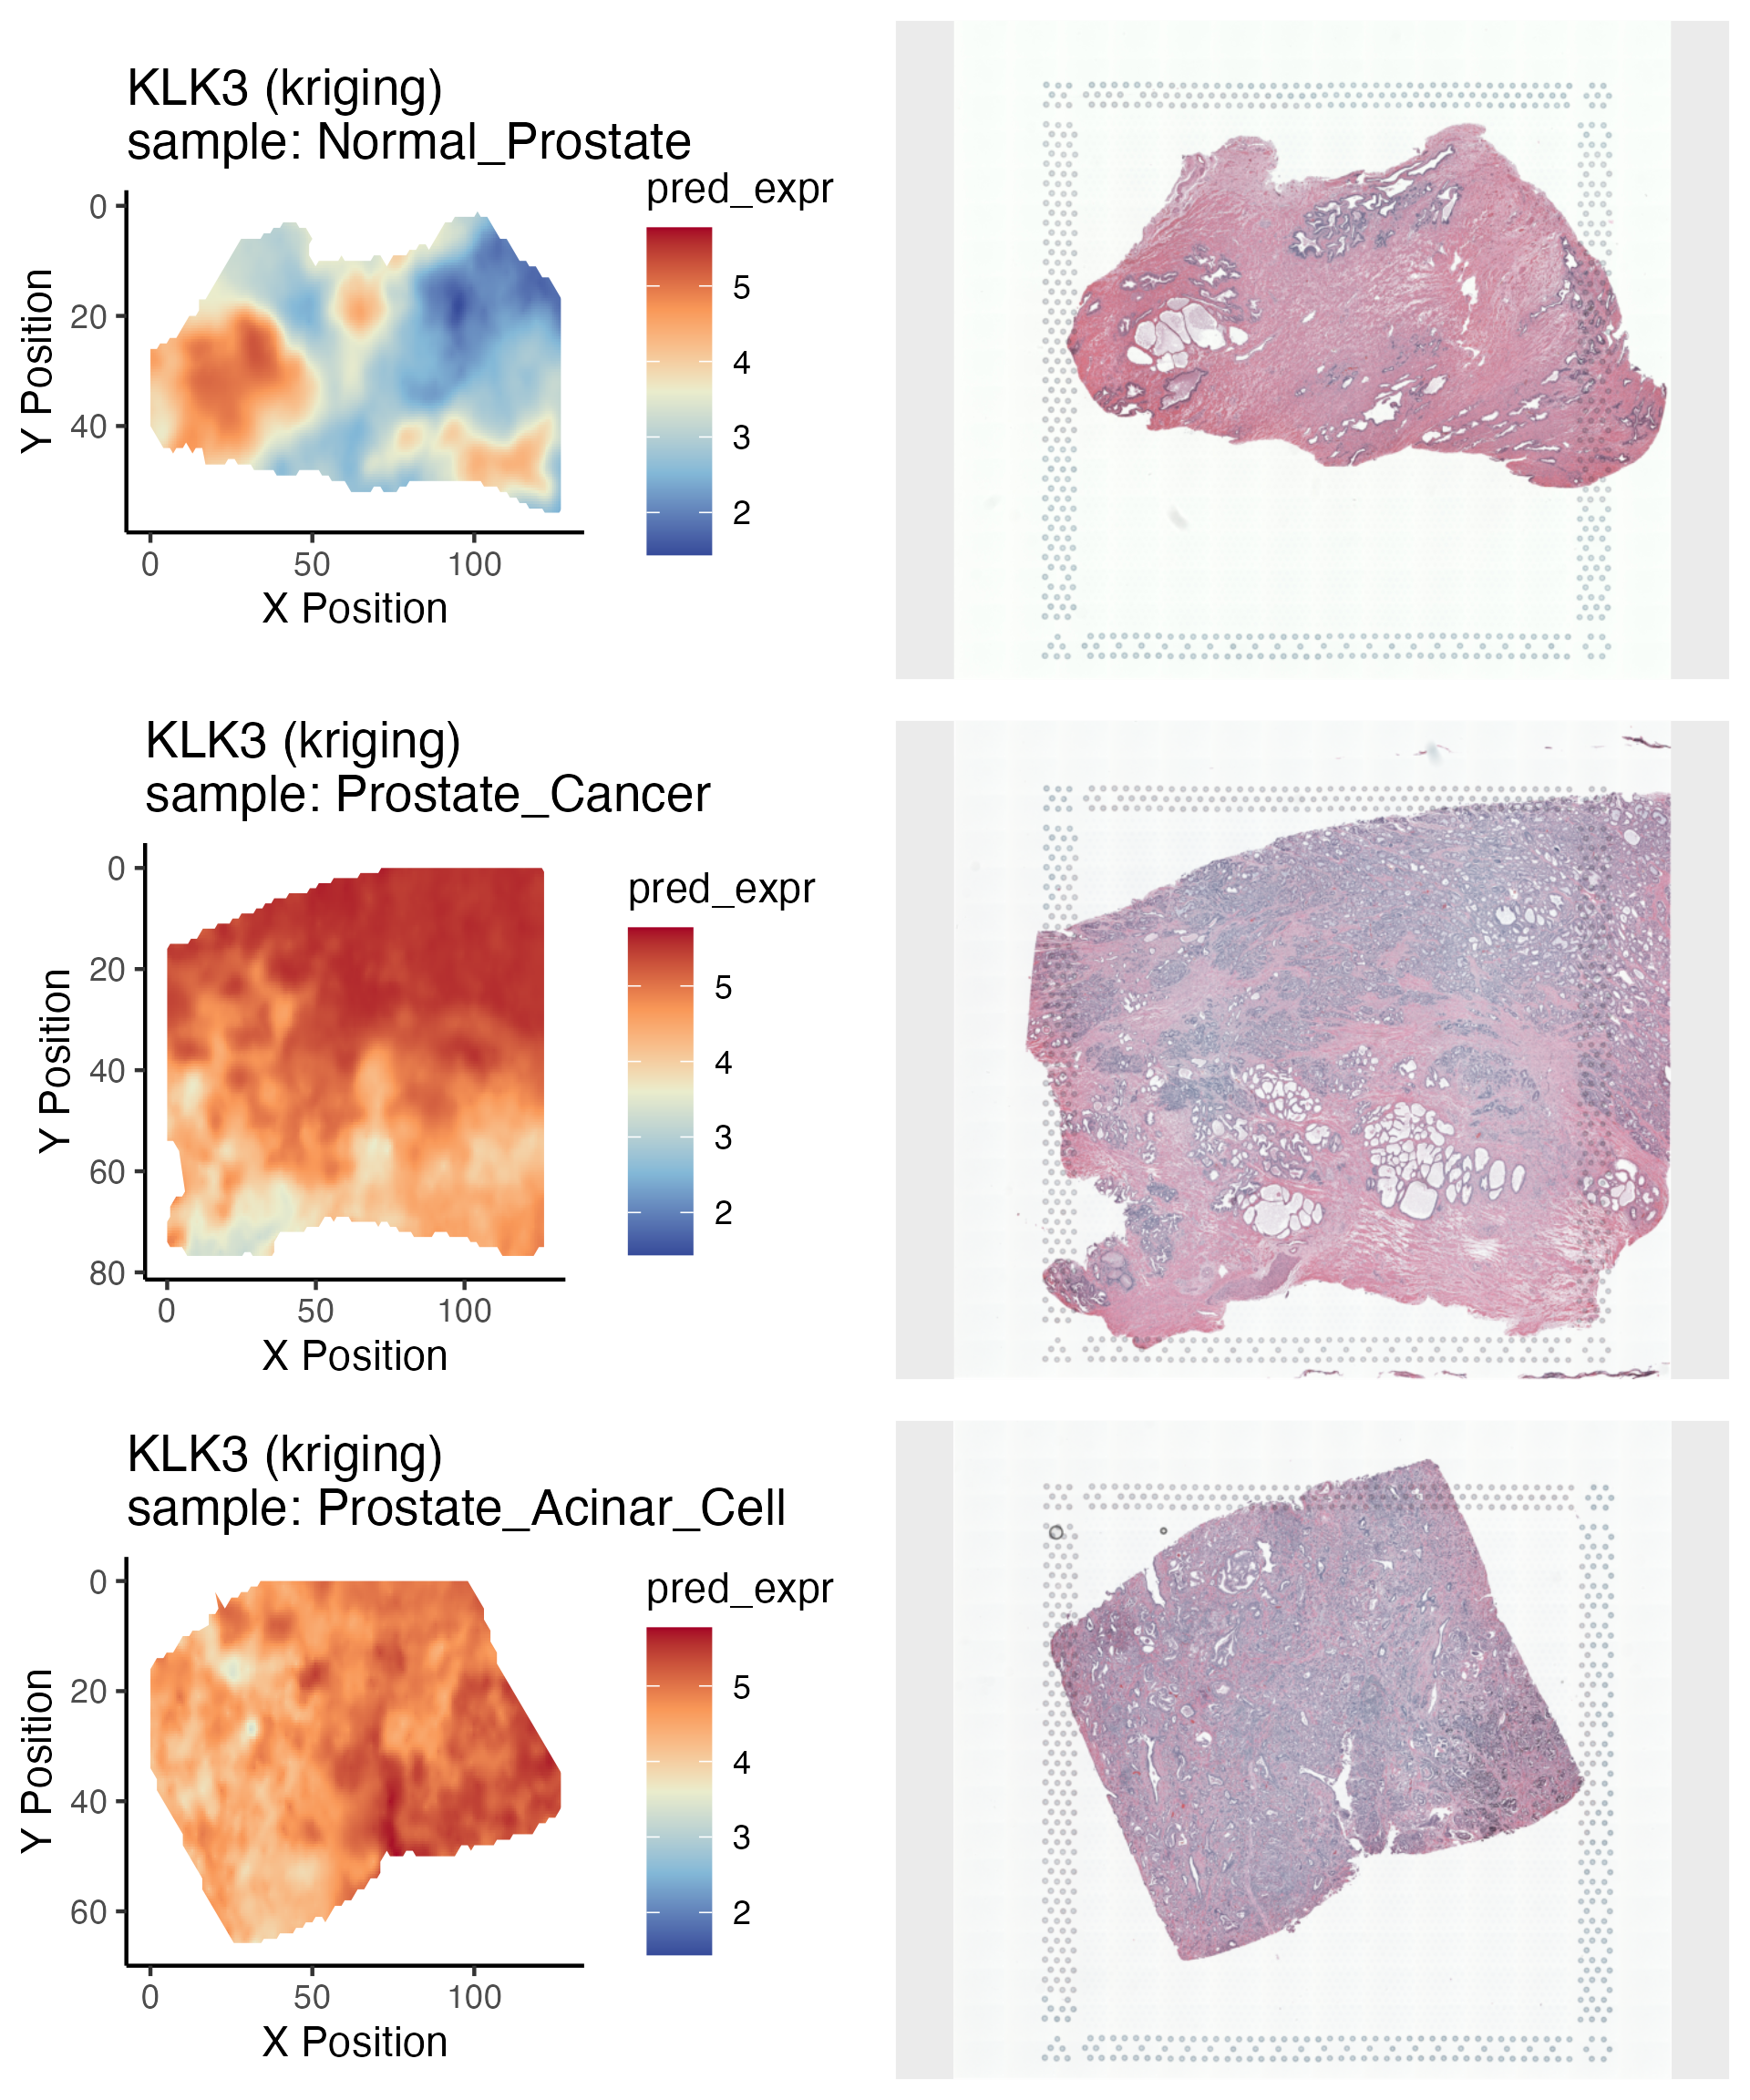 KLK3 (kriging)
sample: Normal_Prostate
pred_expr
0
20
40
Y Position
5
4
3
2
0
50
100
X Position
KLK3 (kriging)
sample: Prostate_Cancer
pred_expr
0
20
40
60
80
Y Position
5
4
3
2
0
50
100
X Position
KLK3 (kriging)
sample: Prostate_Acinar_Cell
pred_expr
0
20
40
60
Y Position
5
4
3
2
0
50
100
X Position